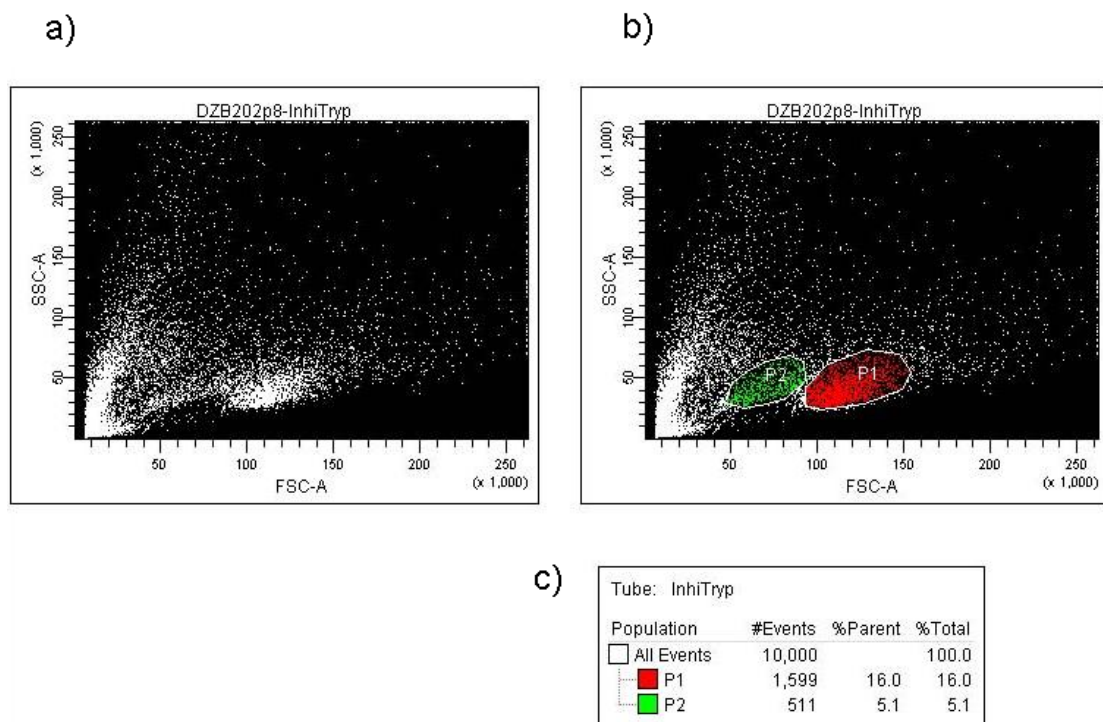 a)
b)
DZB202p8-InhiTryp
(x 1,000)
SSC-A
250
200
150
100
50
50 100 150 200 250
FSC-A
(x 1,000)
DZB202p8-InhiTryp
(x 1,000)
SSC-A
250
200
150
100
50
P2
P1
50 100 150 200 250
FSC-A
(x 1,000)
c)
Tube: InhiTryp
Population #Events %Parent %Total
All Events 10,000 100.0
P1 1,599 16.0 16.0
P2 511 5.1 5.1